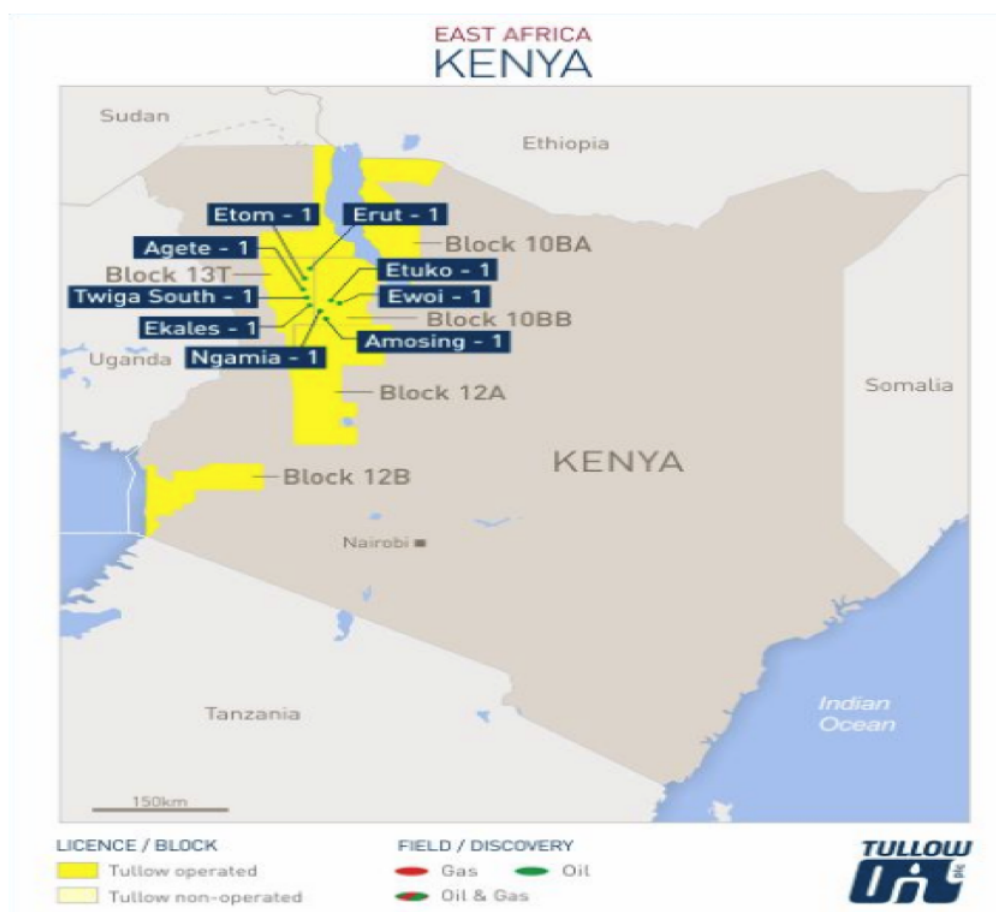 EAST AFRICA
KENYA
Sudan
Ethiopia
Etom - 1
Erut - 1
Agete - 1
Block 10BA
Block 13T
Etuko - 1
Twiga South - 1
Ewoi - 1
Ekales - 1
Block 10BB
Uganda
Ngamia - 1
Amosing - 1
Somalia
Block 12A
KENYA
Block 12B
Nairobi
Tanzania
Indian
Ocean
150km
LICENCE / BLOCK
Tullow operated
Tullow non-operated
FIELD / DISCOVERY
Gas
Oil
Oil & Gas
TULLOW
OIL
plc